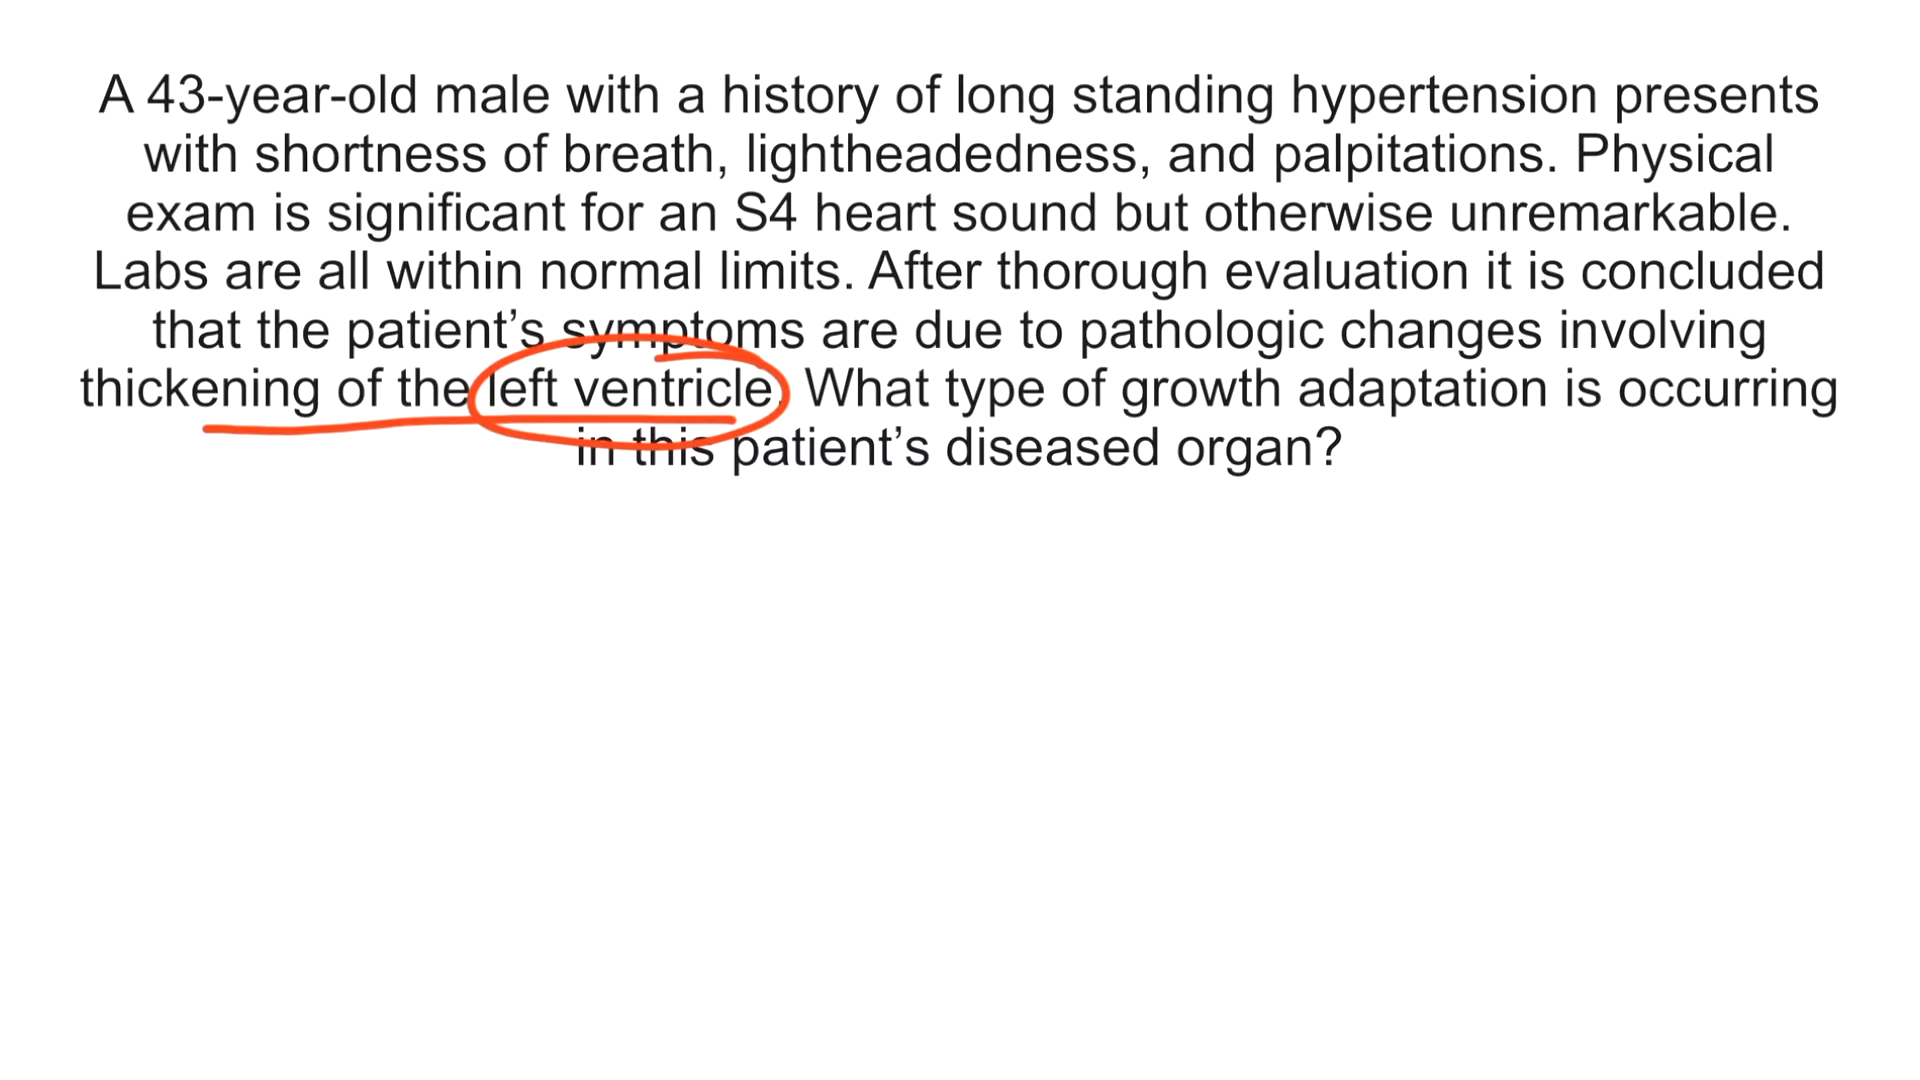 A 43-year-old male with a history of long standing hypertension presents
with shortness of breath, lightheadedness, and palpitations. Physical
exam is significant for an S4 heart sound but otherwise unremarkable.
Labs are all within normal limits. After thorough evaluation it is concluded
that the patient’s symptoms are due to pathologic changes involving
thickening of the left ventricle. What type of growth adaptation is occurring
in this patient’s diseased organ?